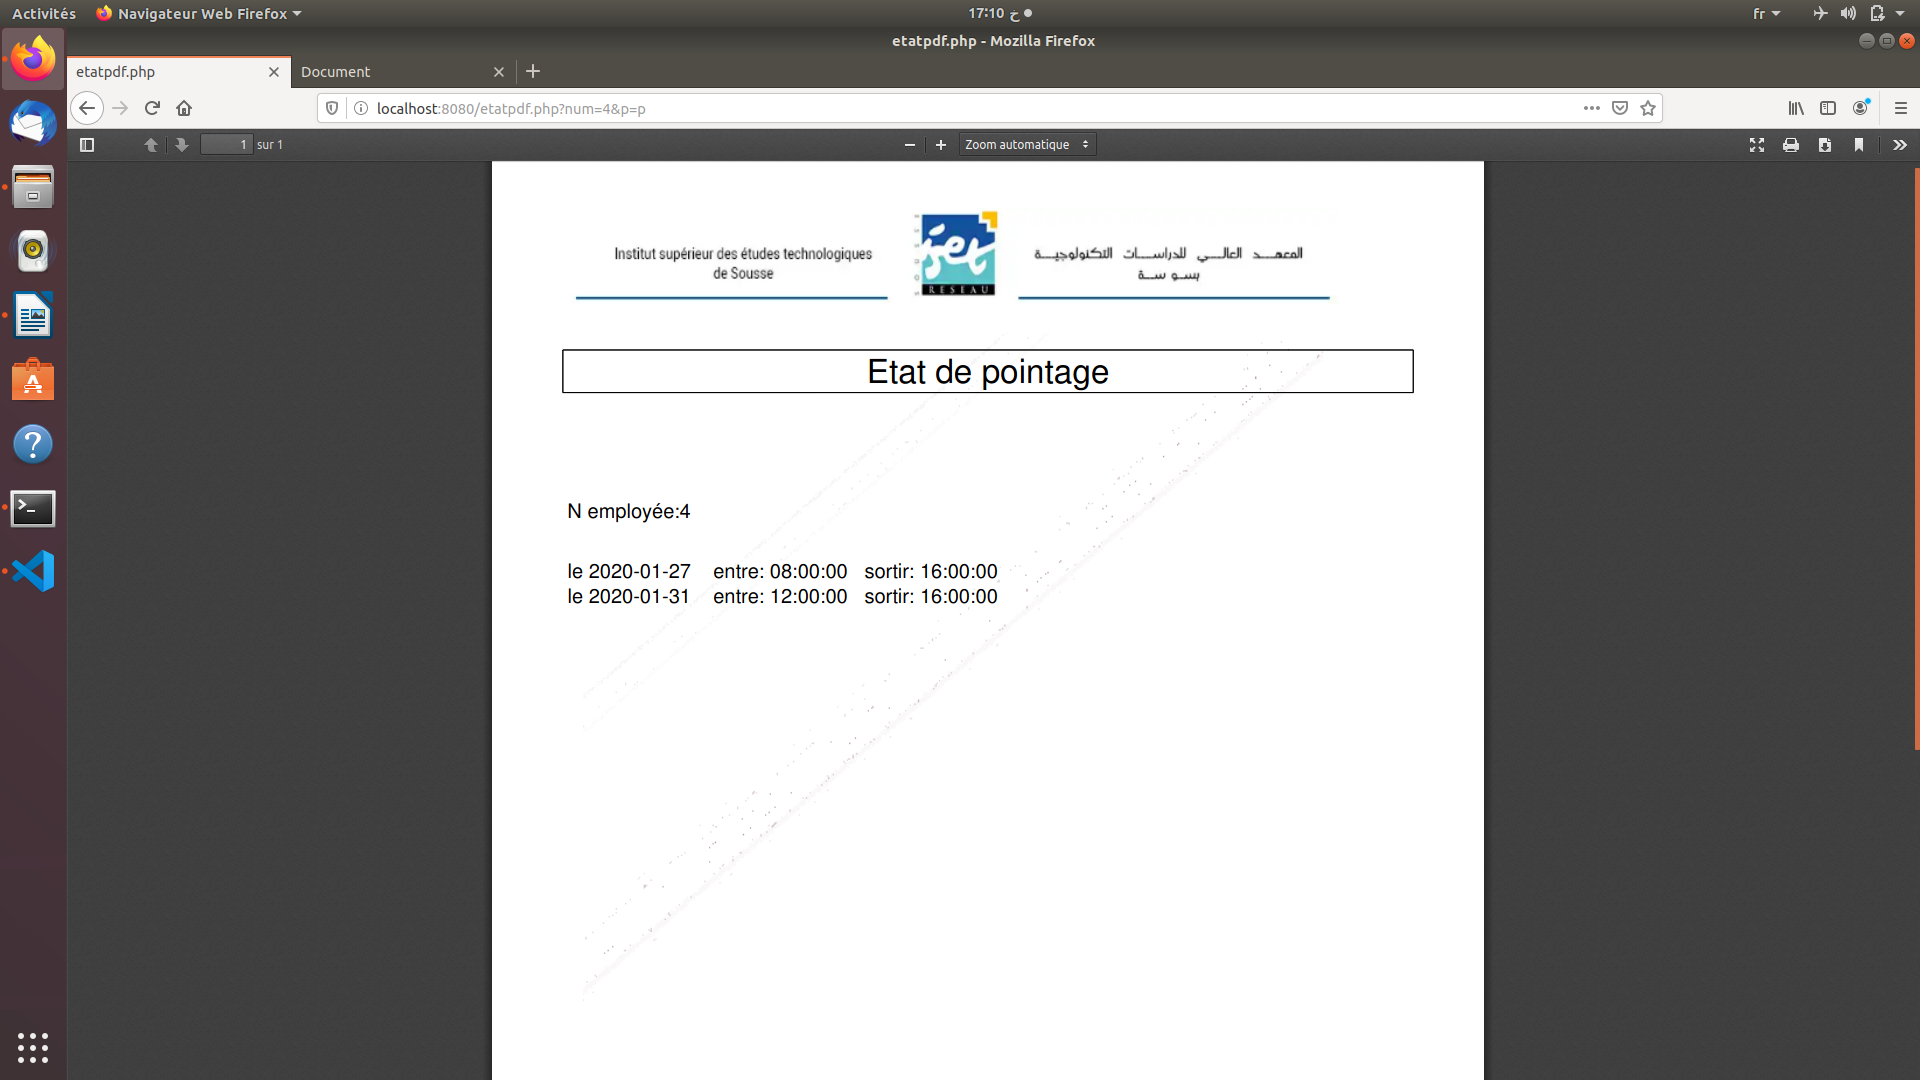 Activités Navigateur Web Firefox 17:10 خ fr
etatpdf.php - Mozilla Firefox
etatpdf.php Document
localhost:8080/etatpdf.php?num=4&p=p
1 sur 1 Zoom automatique
Institut supérieur des études technologiques
de Sousse
RESEAU
المعهد العالي للدراسات التكنولوجية
بسوسة
Etat de pointage
N employée:4
le 2020-01-27 entre: 08:00:00 sortir: 16:00:00
le 2020-01-31 entre: 12:00:00 sortir: 16:00:00